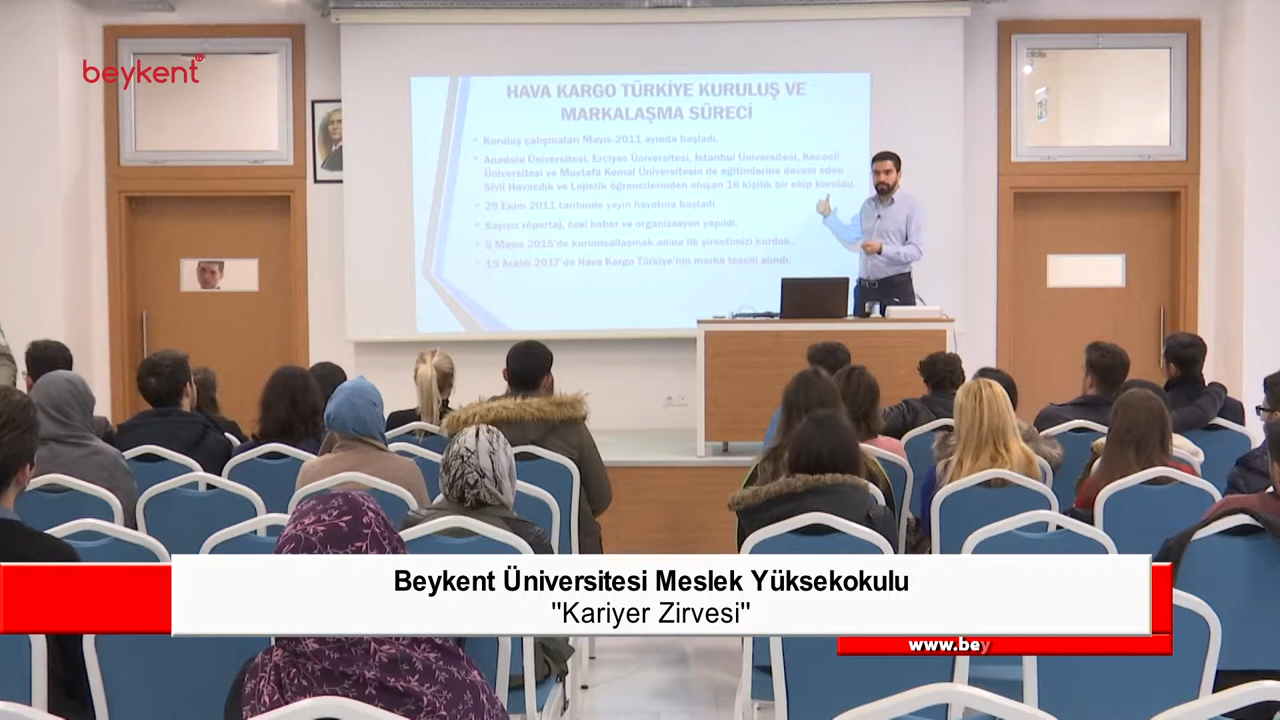 beykent
HAVA KARGO TÜRKİYE KURULUŞ VE
MARKALAŞMA SÜRECİ
• Kuruluş çalışmaları Mayıs-2011 ayında başladı.
• Anadolu Üniversitesi, Erciyes Üniversitesi, İstanbul Üniversitesi, Kocaeli
Üniversitesi ve Mustafa Kemal Üniversitesin de eğitimlerine devam eden
Sivil Havacılık ve Lojistik öğrencilerinden oluşan 16 kişilik bir ekip kuruldu.
• 29 Ekim 2011 tarihinde yayın hayatına başladı.
• Sayısız röportaj, özel haber ve organizasyon yapıldı.
• 5 Mayıs 2015'de kurumsallaşmak adına ilk şirketimizi kurduk.
• 15 Aralık 2017'de Hava Kargo Türkiye'nin marka tescili alındı.
Beykent Üniversitesi Meslek Yüksekokulu
"Kariyer Zirvesi"
www.bey